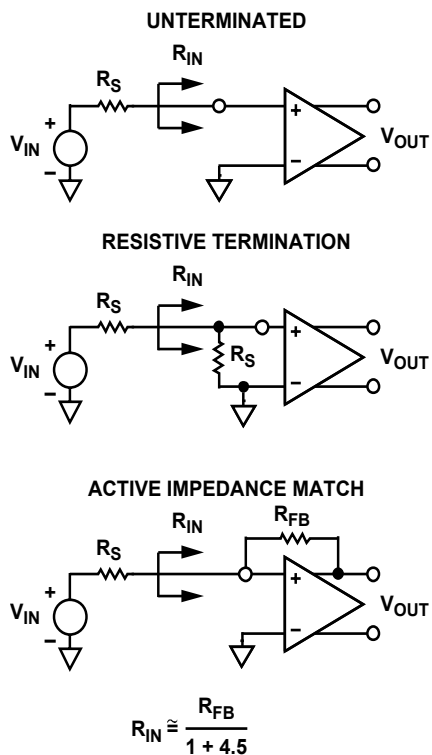 UNTERMINATED
R_IN
R_S
+
V_IN
−
+
−
V_OUT
RESISTIVE TERMINATION
R_IN
R_S
+
V_IN
−
R_S
+
−
V_OUT
ACTIVE IMPEDANCE MATCH
R_IN
R_FB
R_S
+
V_IN
−
+
−
V_OUT
R_IN ≅ R_FB / 1 + 4.5